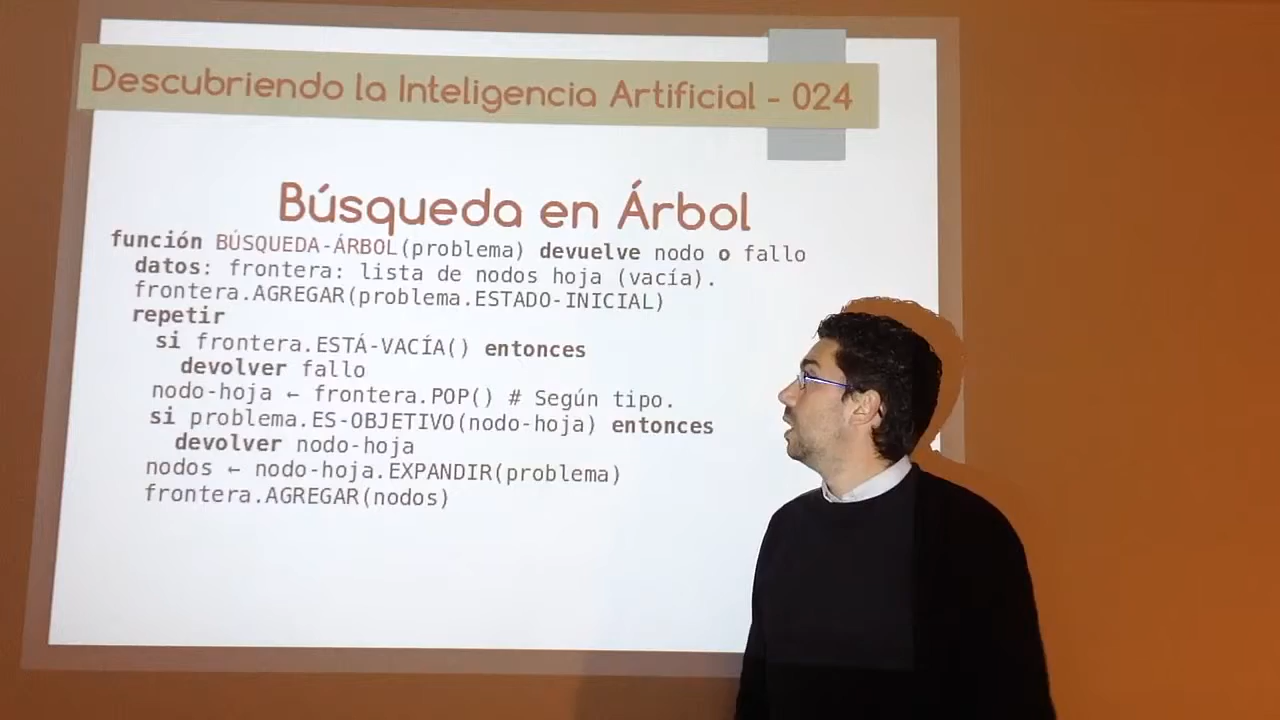 Descubriendo la Inteligencia Artificial - 024
Búsqueda en Árbol
función BÚSQUEDA-ÁRBOL(problema) devuelve nodo o fallo
datos: frontera: lista de nodos hoja (vacía).
frontera.AGREGAR(problema.ESTADO-INICIAL)
repetir
si frontera.ESTÁ-VACÍA() entonces
devolver fallo
nodo-hoja ← frontera.POP() # Según tipo.
si problema.ES-OBJETIVO(nodo-hoja) entonces
devolver nodo-hoja
nodos ← nodo-hoja.EXPANDIR(problema)
frontera.AGREGAR(nodos)